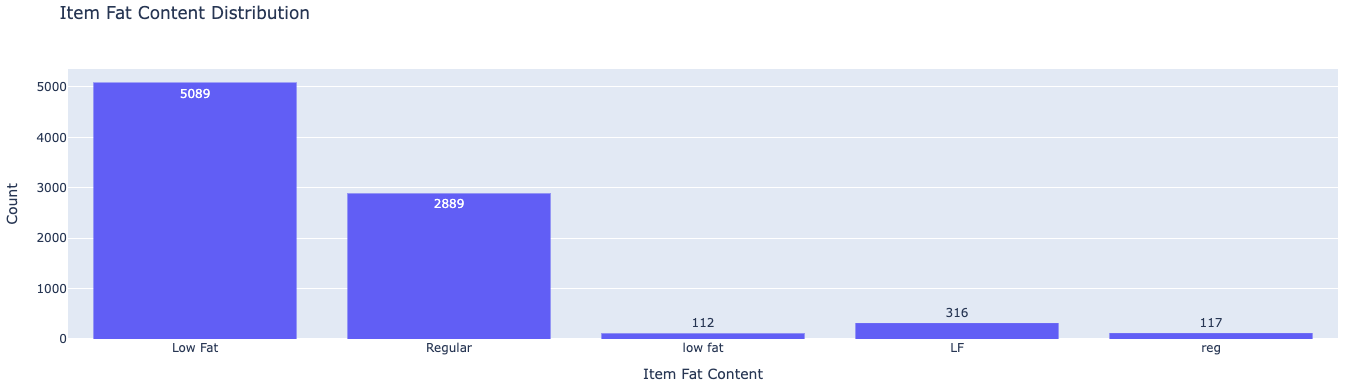 Item Fat Content Distribution
5000
4000
3000
2000
1000
0
Count
5089
2889
112
316
117
Low Fat
Regular
low fat
LF
reg
Item Fat Content